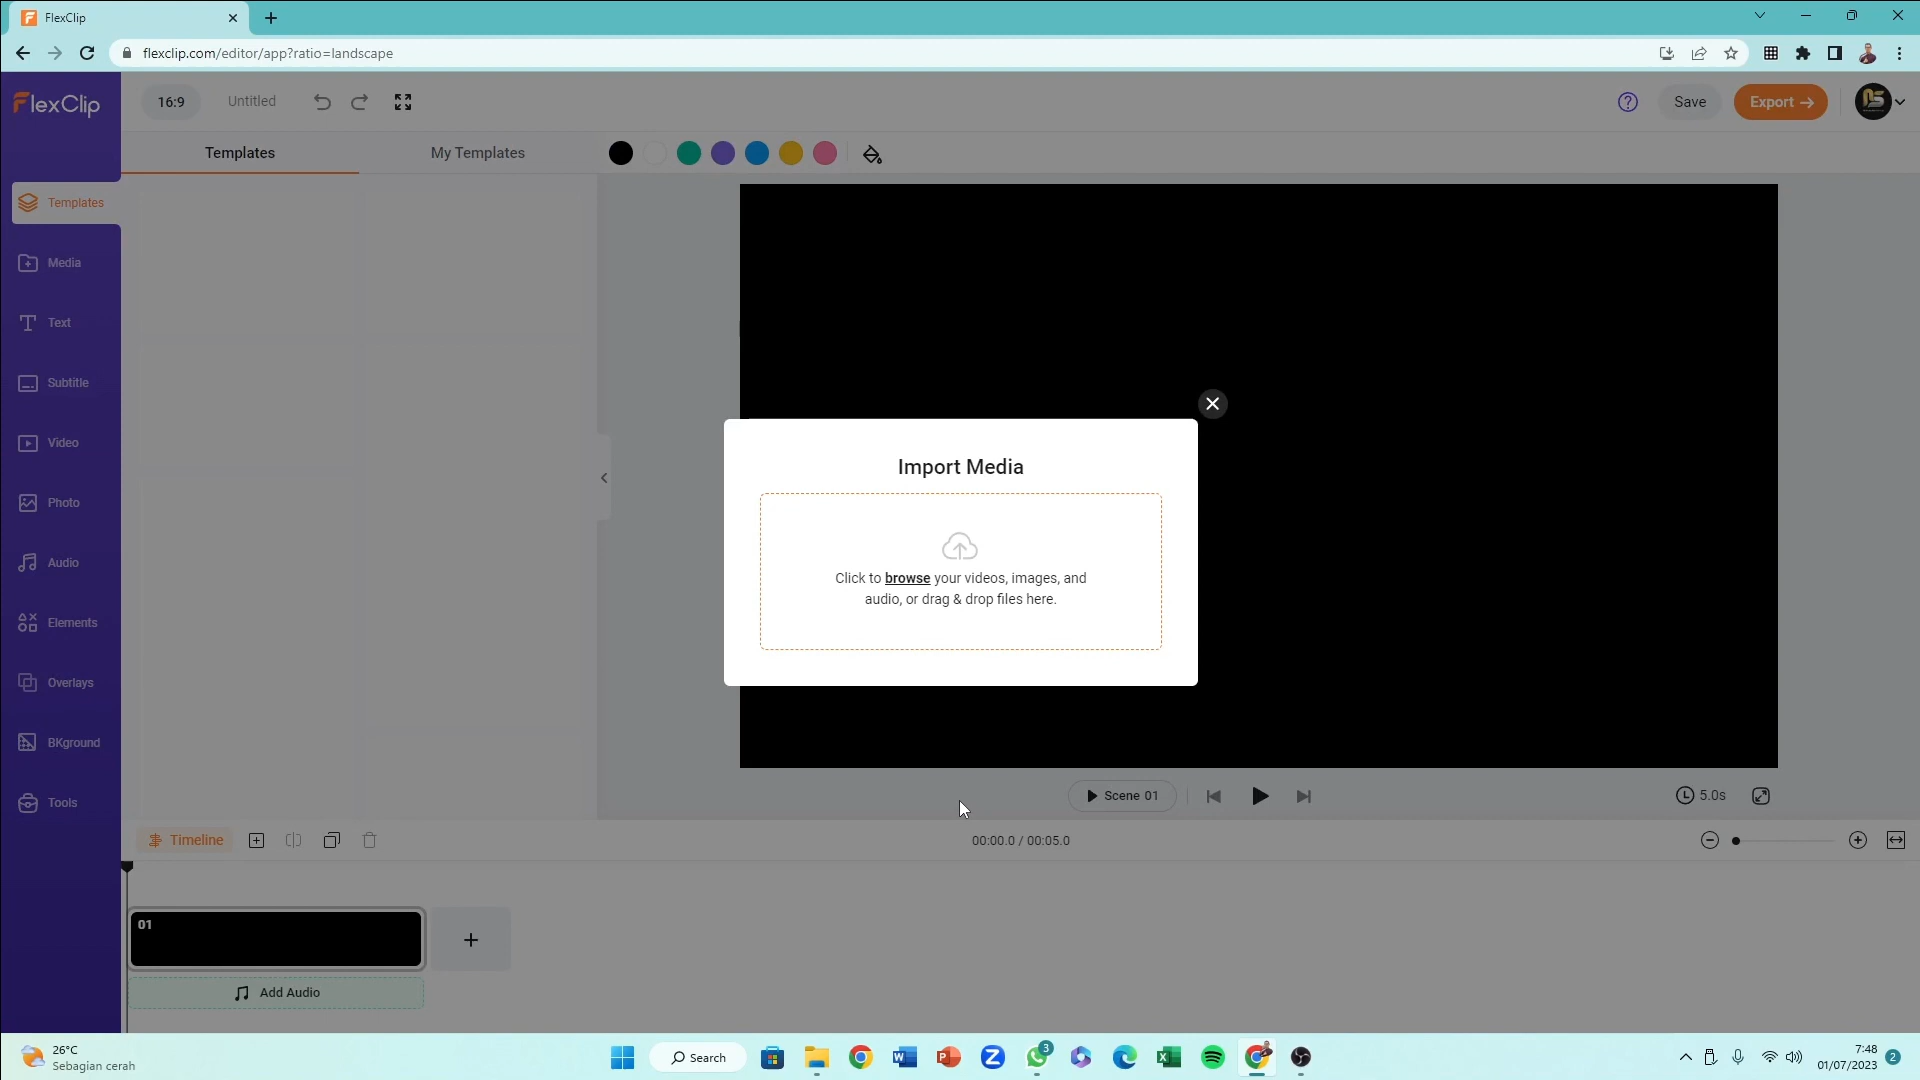 FlexClip
flexclip.com/editor/app?ratio=landscape
FlexClip
16:9
Untitled
Save
Export
Templates
My Templates
Templates
Media
Text
Subtitle
Video
Photo
Audio
Elements
Overlays
BKground
Tools
Import Media
Click to browse your videos, images, and
audio, or drag & drop files here.
Scene 01
5.0s
Timeline
00:00.0 / 00:05.0
01
+
Add Audio
26°C
Sebagian cerah
Search
3
7:48
01/07/2023
2